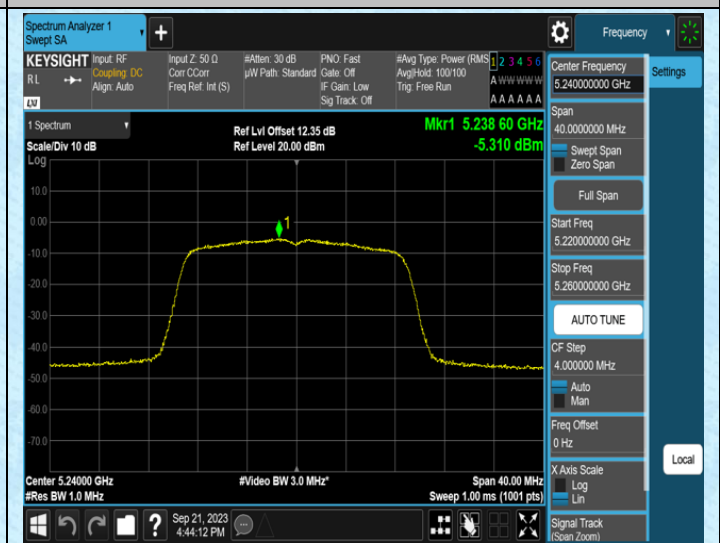 Spectrum Analyzer 1
Swept SA
+
Frequency
KEYSIGHT
RL
LXI
Input: RF
Coupling: DC
Align: Auto
Input Z: 50 Ω
Corr CCorr
Freq Ref: Int (S)
#Atten: 30 dB
µW Path: Standard
PNO: Fast
Gate: Off
IF Gain: Low
Sig Track: Off
#Avg Type: Power (RMS
Avg|Hold: 100/100
Trig: Free Run
1 2 3 4 5 6
A W W W W W
A A A A A A
1 Spectrum
Scale/Div 10 dB
Log
Ref Lvl Offset 12.35 dB
Ref Level 20.00 dBm
Mkr1 5.238 60 GHz
-5.310 dBm
10.0
0.00
-10.0
-20.0
-30.0
-40.0
-50.0
-60.0
-70.0
1
Center 5.24000 GHz
#Res BW 1.0 MHz
#Video BW 3.0 MHz*
Span 40.00 MHz
Sweep 1.00 ms (1001 pts)
Sep 21, 2023
4:44:12 PM
?
Center Frequency
5.240000000 GHz
Settings
Span
40.0000000 MHz
Swept Span
Zero Span
Full Span
Start Freq
5.220000000 GHz
Stop Freq
5.260000000 GHz
AUTO TUNE
CF Step
4.000000 MHz
Auto
Man
Freq Offset
0 Hz
X Axis Scale
Log
Lin
Local
Signal Track
(Span Zoom)